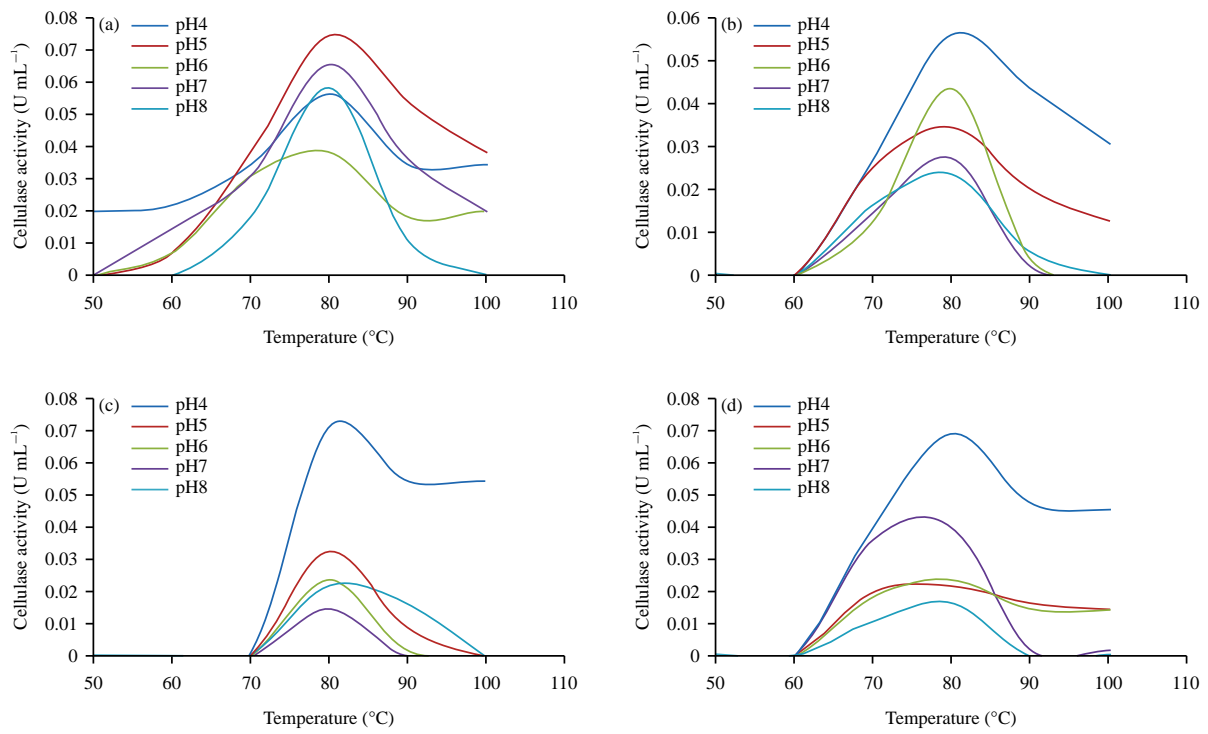 (a)
pH4
pH5
pH6
pH7
pH8
Cellulase activity (U mL⁻¹)
0.08
0.07
0.06
0.05
0.04
0.03
0.02
0.01
0
50 60 70 80 90 100 110
Temperature (°C)
(b)
pH4
pH5
pH6
pH7
pH8
Cellulase activity (U mL⁻¹)
0.06
0.05
0.04
0.03
0.02
0.01
0
50 60 70 80 90 100 110
Temperature (°C)
(c)
pH4
pH5
pH6
pH7
pH8
Cellulase activity (U mL⁻¹)
0.08
0.07
0.06
0.05
0.04
0.03
0.02
0.01
0
50 60 70 80 90 100 110
Temperature (°C)
(d)
pH4
pH5
pH6
pH7
pH8
Cellulase activity (U mL⁻¹)
0.08
0.07
0.06
0.05
0.04
0.03
0.02
0.01
0
50 60 70 80 90 100 110
Temperature (°C)